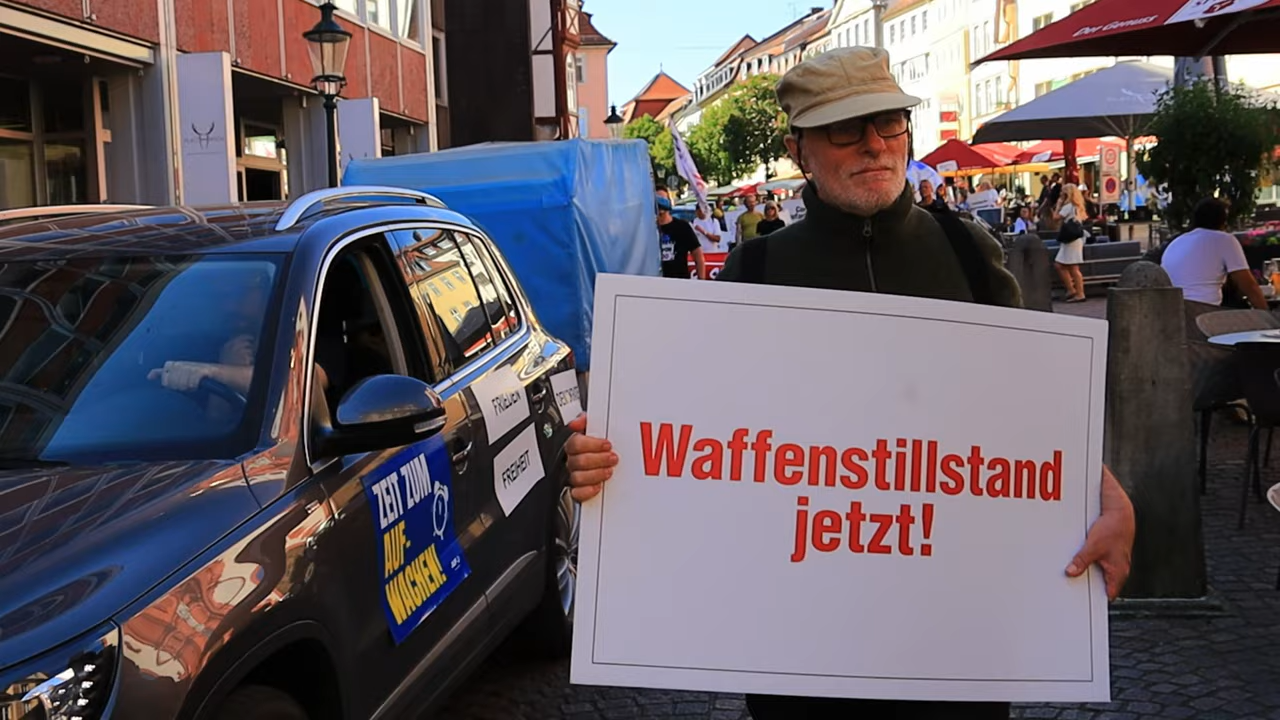 Der Genuss
ZEIT ZUM
AUF-
WACHEN!
FRIEDEN
FREIHEIT
Waffenstillstand
jetzt!